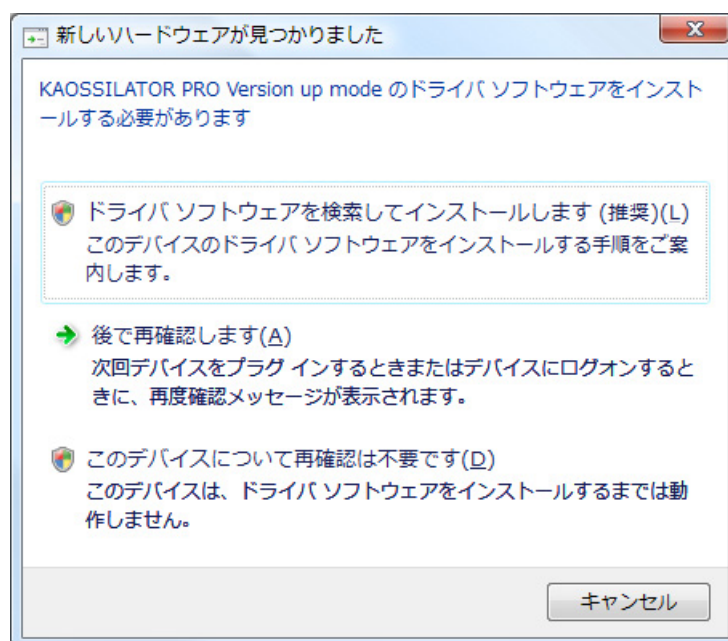 新しいハードウェアが見つかりました
KAOSSILATOR PRO Version up mode のドライバ ソフトウェアをインスト
ールする必要があります
ドライバ ソフトウェアを検索してインストールします (推奨)(L)
このデバイスのドライバ ソフトウェアをインストールする手順をご案
内します。
後で再確認します(A)
次回デバイスをプラグ インするときまたはデバイスにログオンすると
きに、再度確認メッセージが表示されます。
このデバイスについて再確認は不要です(D)
このデバイスは、ドライバ ソフトウェアをインストールするまでは動
作しません。
キャンセル